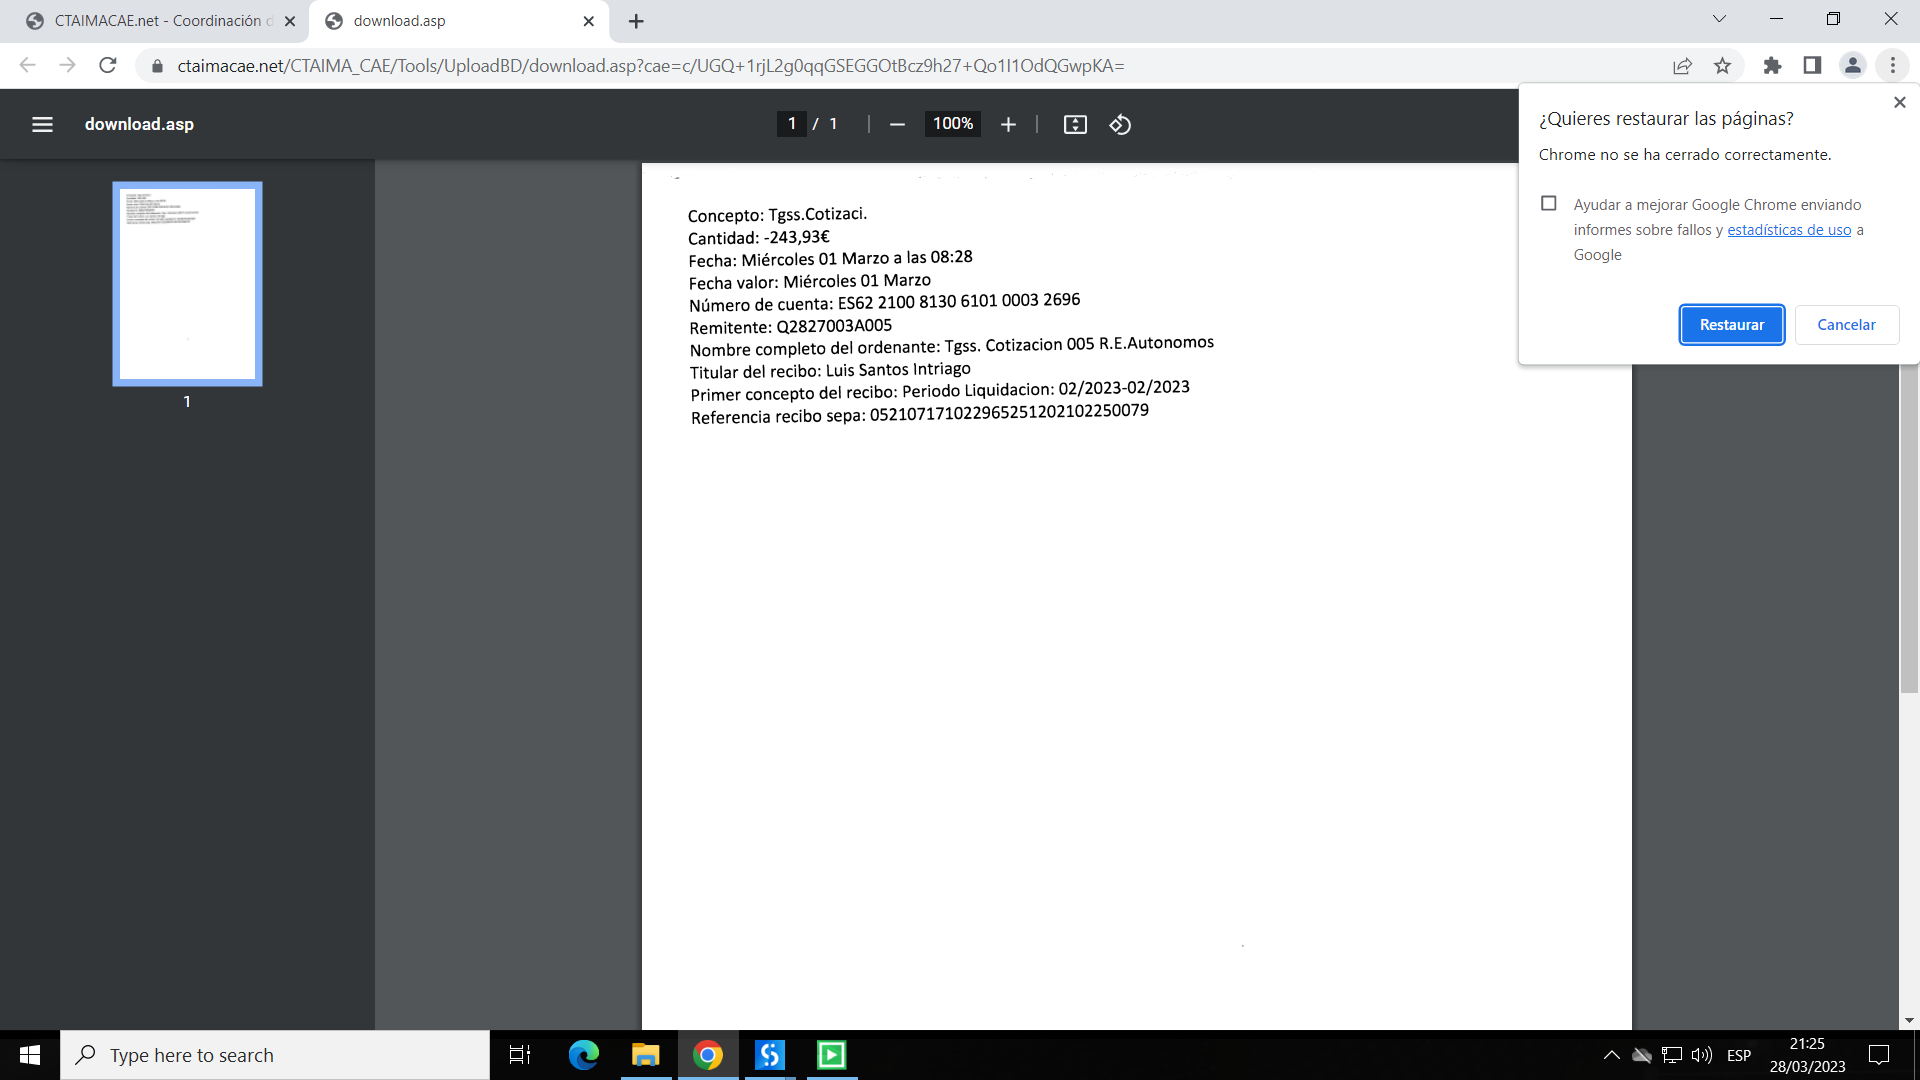 CTAIMACAE.net - Coordinación d
download.asp
ctaimacae.net/CTAIMA_CAE/Tools/UploadBD/download.asp?cae=c/UGQ+1rjL2g0qqGSEGGOtBcz9h27+Qo1I1OdQGwpKA=
download.asp
1 / 1
100%
¿Quieres restaurar las páginas?
Chrome no se ha cerrado correctamente.
Ayudar a mejorar Google Chrome enviando
informes sobre fallos y estadísticas de uso a
Google
Restaurar
Cancelar
1
Concepto: Tgss.Cotizaci.
Cantidad: -243,93€
Fecha: Miércoles 01 Marzo a las 08:28
Fecha valor: Miércoles 01 Marzo
Número de cuenta: ES62 2100 8130 6101 0003 2696
Remitente: Q2827003A005
Nombre completo del ordenante: Tgss. Cotizacion 005 R.E.Autonomos
Titular del recibo: Luis Santos Intriago
Primer concepto del recibo: Periodo Liquidacion: 02/2023-02/2023
Referencia recibo sepa: 0521071710229652512021022500​79
Type here to search
ESP
21:25
28/03/2023